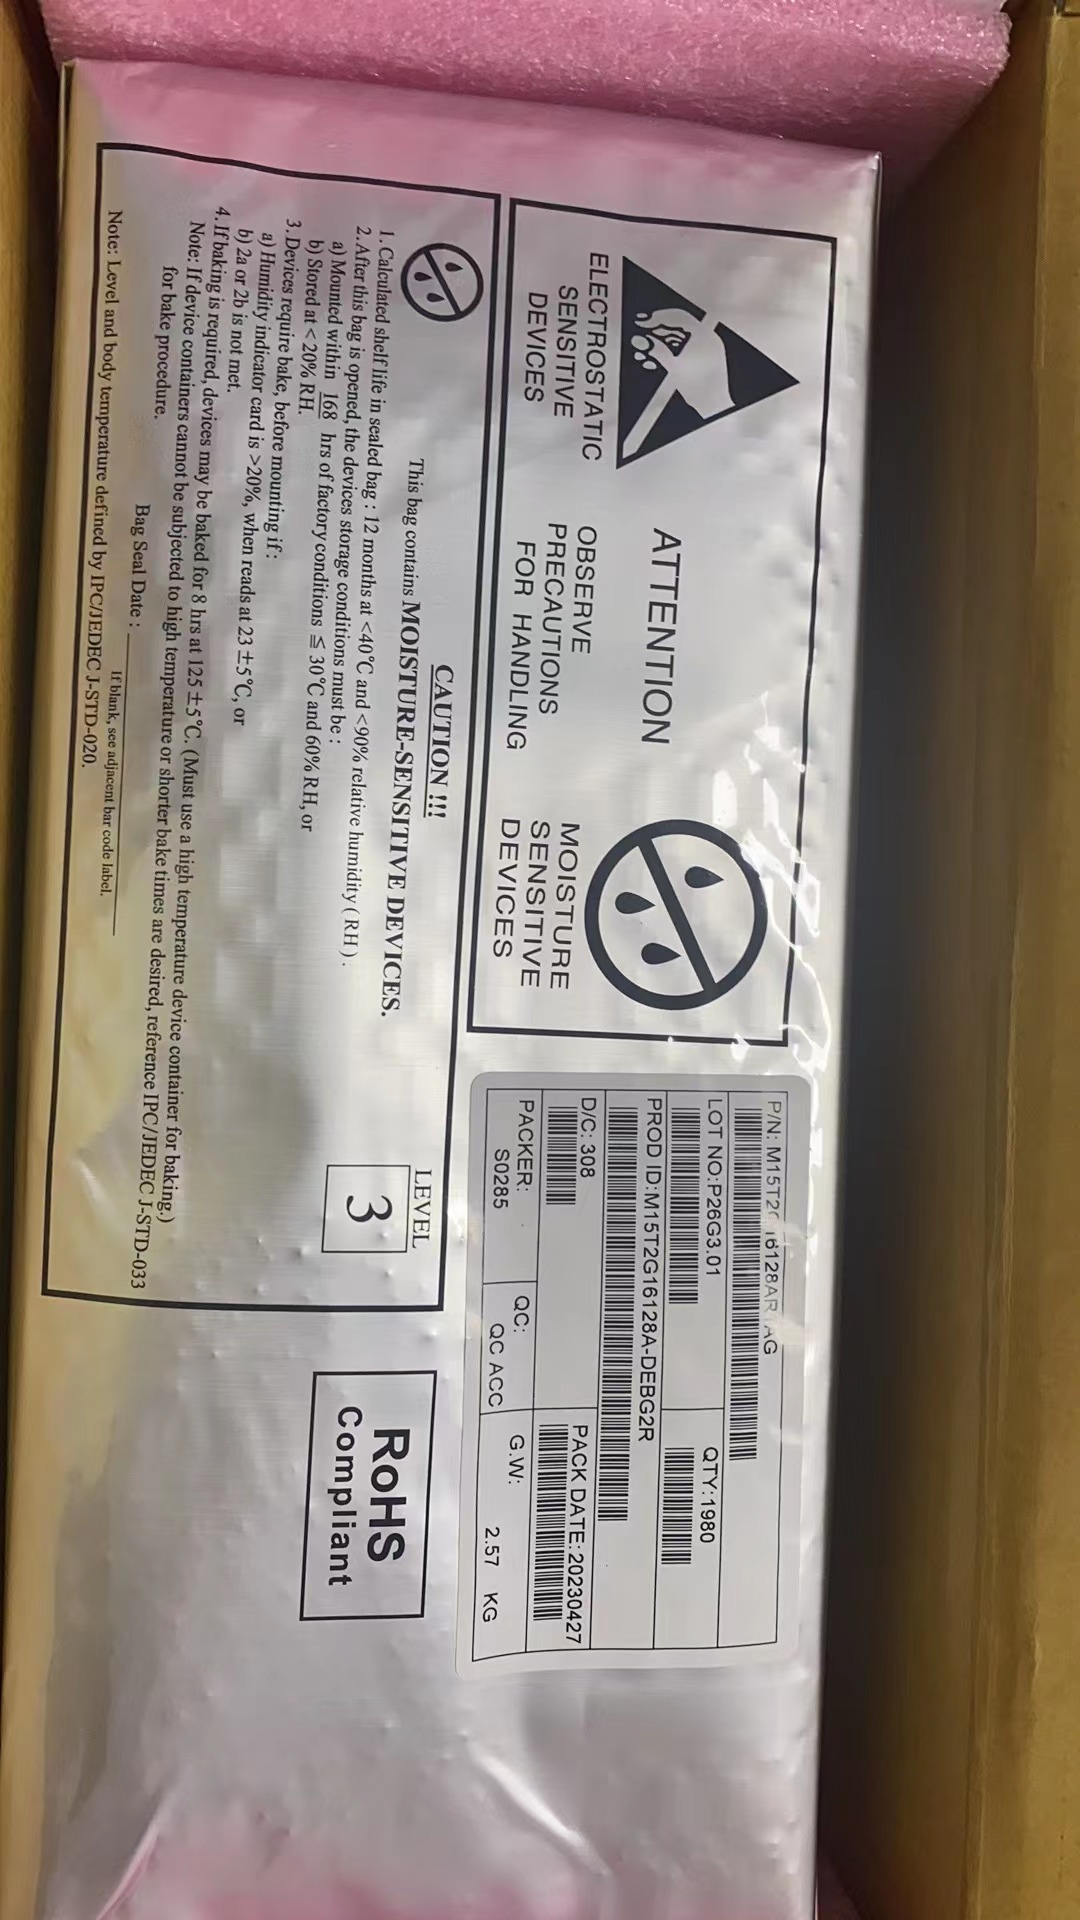 ATTENTION
ELECTROSTATIC
SENSITIVE
DEVICES
OBSERVE
PRECAUTIONS
FOR HANDLING
MOISTURE
SENSITIVE
DEVICES
CAUTION !!!
This bag contains MOISTURE-SENSITIVE DEVICES.
LEVEL
3
1. Calculated shelf life in sealed bag : 12 months at <40°C and <90% relative humidity ( RH ) .
2. After this bag is opened, the devices storage conditions must be :
a) Mounted within 168 hrs of factory conditions ≦ 30°C and 60% RH, or
b) Stored at <20% RH.
3. Devices require bake, before mounting if :
a) Humidity indicator card is >20%, when reads at 23 ±5°C, or
b) 2a or 2b is not met.
4. If baking is required, devices may be baked for 8 hrs at 125 ±5°C. (Must use a high temperature device container for baking.)
Note: If device containers cannot be subjected to high temperature or shorter bake times are desired, reference IPC/JEDEC J-STD-033
for bake procedure.
Bag Seal Date :
If blank, see adjacent bar code label.
Note: Level and body temperature defined by IPC/JEDEC J-STD-020.
P/N:
LOT NO:P26G3.01
QTY:1980
PROD ID:M15T2G16128A-DEBG2R
D/C: 308
PACK DATE: 20230427
PACKER:
S0285
QC:
QC ACC
G.W:
2.57 KG
RoHS
Compliant